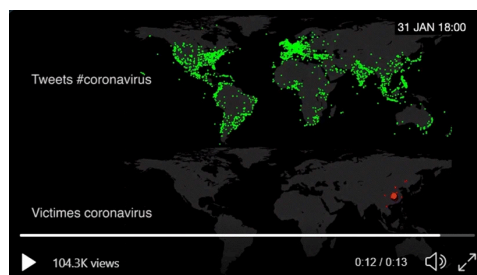 31 JAN 18:00
Tweets #coronavirus
Victimes coronavirus
104.3K views
0:12 / 0:13